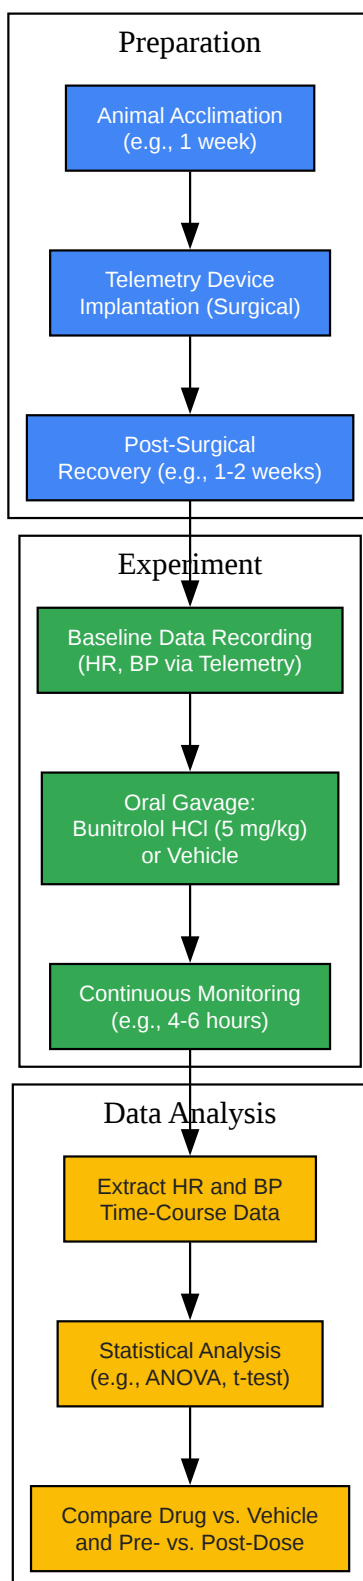 Preparation
Animal Acclimation
(e.g., 1 week)
Telemetry Device
Implantation (Surgical)
Post-Surgical
Recovery (e.g., 1-2 weeks)
Experiment
Baseline Data Recording
(HR, BP via Telemetry)
Oral Gavage:
Bunitrolol HCl (5 mg/kg)
or Vehicle
Continuous Monitoring
(e.g., 4-6 hours)
Data Analysis
Extract HR and BP
Time-Course Data
Statistical Analysis
(e.g., ANOVA, t-test)
Compare Drug vs. Vehicle
and Pre- vs. Post-Dose